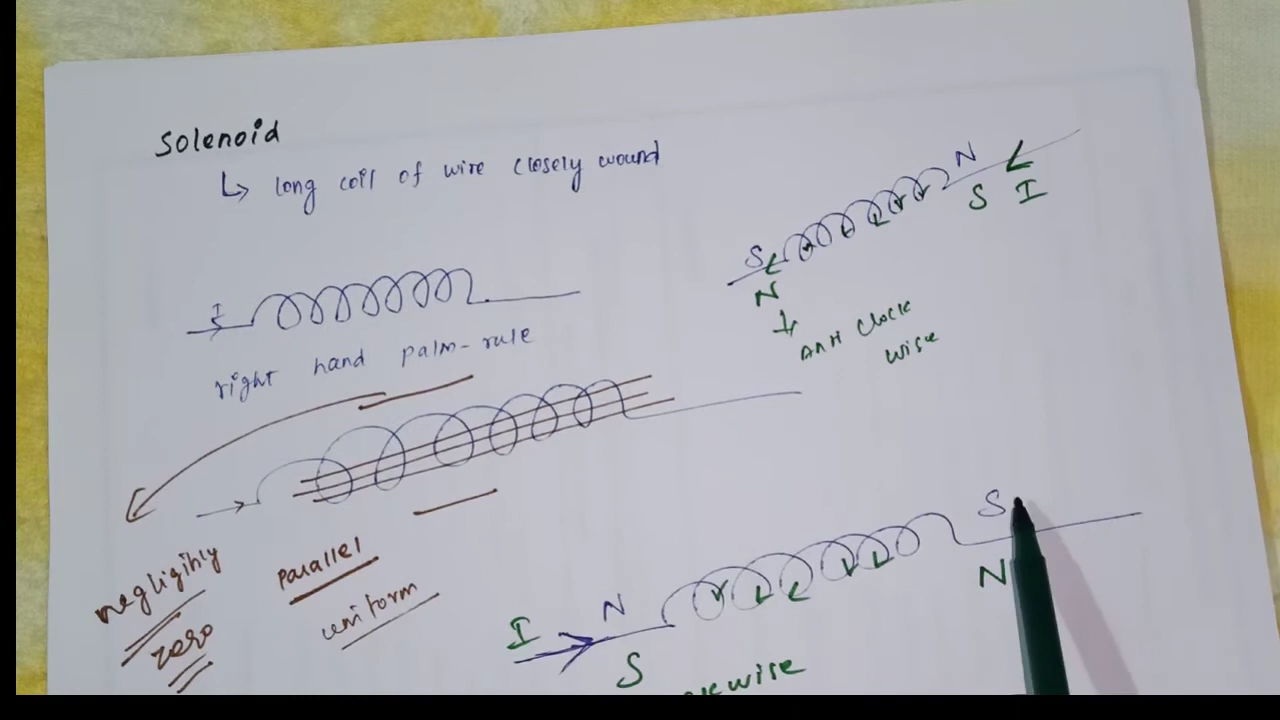 Solenoid
↳ long coil of wire closely wound
N
S I
S
N
Anti clock
wise
I
right hand palm-rule
negligibly
zero
parallel
uniform
S
N
I N
S